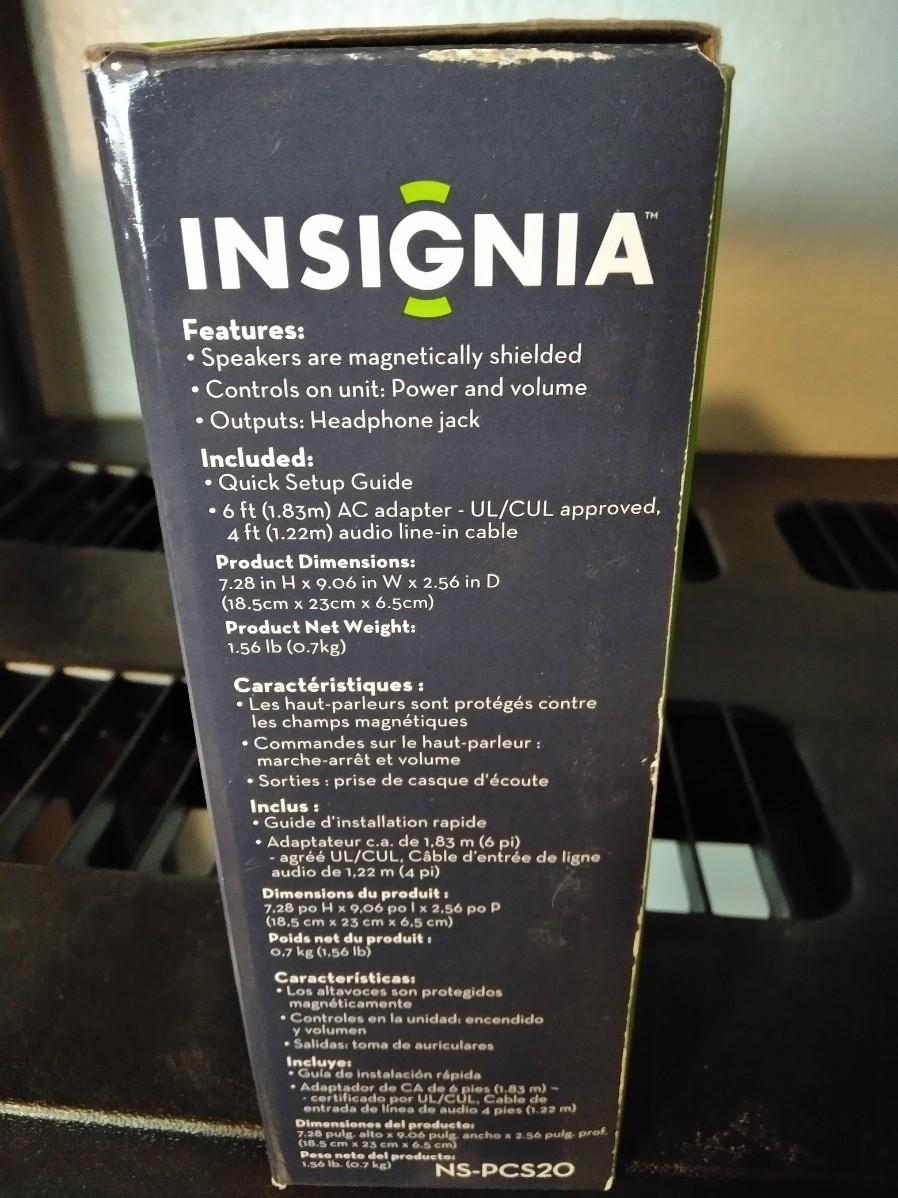 INSIGNIA™
Features:
• Speakers are magnetically shielded
• Controls on unit: Power and volume
• Outputs: Headphone jack
Included:
• Quick Setup Guide
• 6 ft (1.83m) AC adapter - UL/CUL approved,
4 ft (1.22m) audio line-in cable
Product Dimensions:
7.28 in H x 9.06 in W x 2.56 in D
(18.5cm x 23cm x 6.5cm)
Product Net Weight:
1.56 lb (0.7kg)
Caractéristiques :
• Les haut-parleurs sont protégés contre
les champs magnétiques
• Commandes sur le haut-parleur :
marche-arrêt et volume
• Sorties : prise de casque d'écoute
Inclus :
• Guide d'installation rapide
• Adaptateur c.a. de 1,83 m (6 pi)
- agréé UL/CUL, Câble d'entrée de ligne
audio de 1,22 m (4 pi)
Dimensions du produit :
7,28 po H x 9,06 po l x 2,56 po P
(18,5 cm x 23 cm x 6,5 cm)
Poids net du produit :
0,7 kg (1,56 lb)
Características:
• Los altavoces son protegidos
magnéticamente
• Controles en la unidad: encendido
y volumen
• Salidas: toma de auriculares
Incluye:
• Guía de instalación rápida
• Adaptador de CA de 6 pies (1.83 m) –
- certificado por UL/CUL, Cable de
entrada de línea de audio 4 pies (1.22 m)
Dimensiones del producto:
7.28 pulg. alto x 9.06 pulg. ancho x 2.56 pulg. prof.
(18.5 cm x 23 cm x 6.5 cm)
Peso neto del producto:
1.56 lb. (0.7 kg)
NS-PCS20